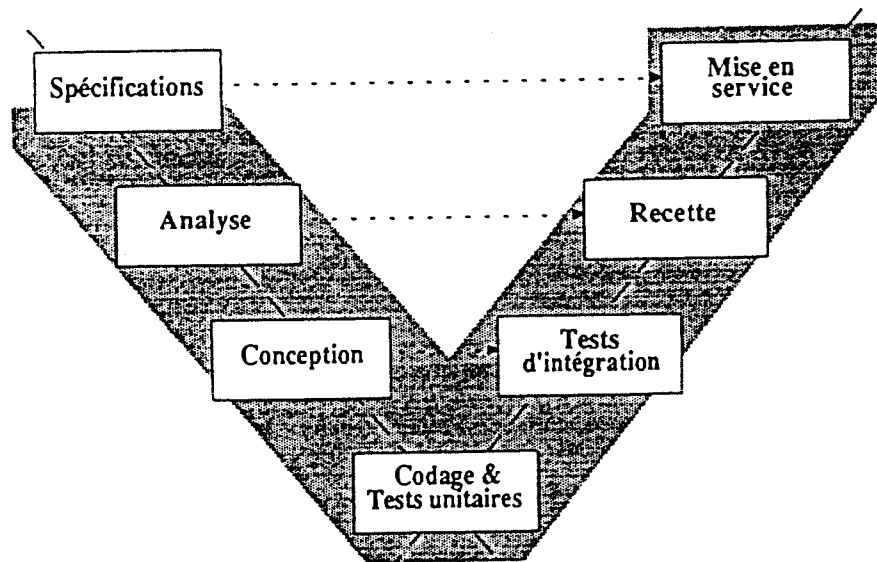 Spécifications
Mise en
service
Analyse
Recette
Conception
Tests
d'intégration
Codage &
Tests unitaires